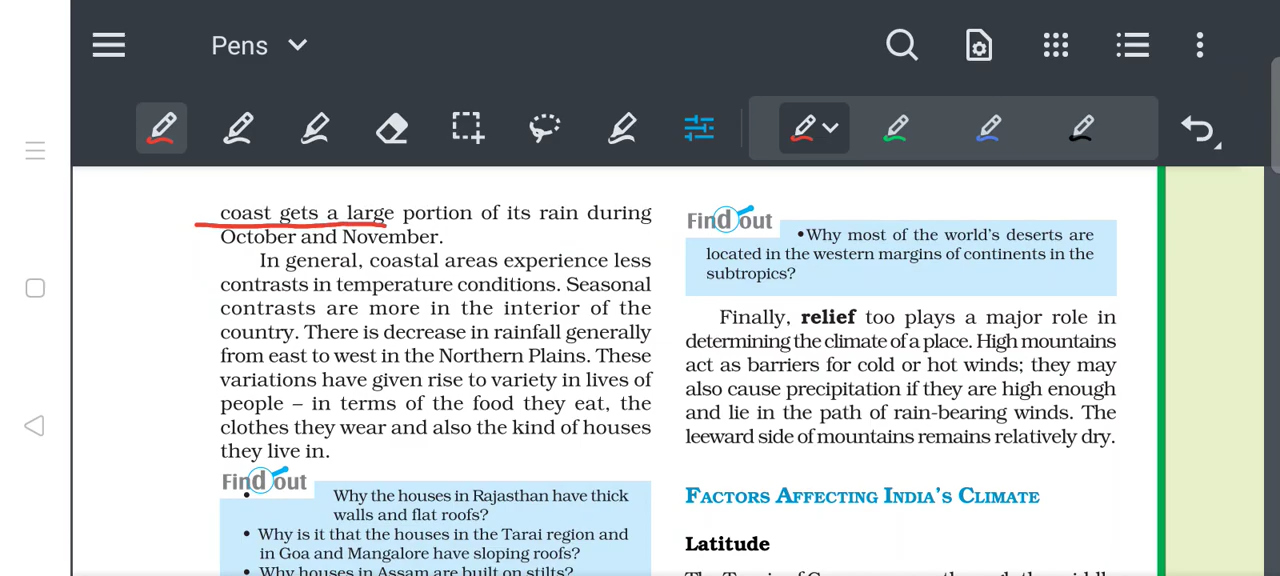 Pens
coast gets a large portion of its rain during
October and November.
In general, coastal areas experience less
contrasts in temperature conditions. Seasonal
contrasts are more in the interior of the
country. There is decrease in rainfall generally
from east to west in the Northern Plains. These
variations have given rise to variety in lives of
people – in terms of the food they eat, the
clothes they wear and also the kind of houses
they live in.
Find out
• Why the houses in Rajasthan have thick
walls and flat roofs?
• Why is it that the houses in the Tarai region and
in Goa and Mangalore have sloping roofs?
• Why houses in Assam are built on stilts?
Find out
•Why most of the world's deserts are
located in the western margins of continents in the
subtropics?
Finally, relief too plays a major role in
determining the climate of a place. High mountains
act as barriers for cold or hot winds; they may
also cause precipitation if they are high enough
and lie in the path of rain-bearing winds. The
leeward side of mountains remains relatively dry.
FACTORS AFFECTING INDIA'S CLIMATE
Latitude